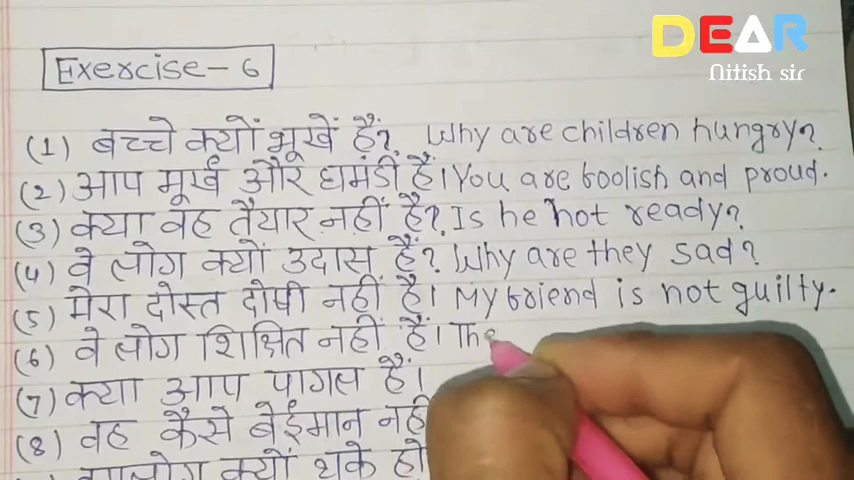 DEAR
Nitish sir
Exercise-6
(1) बच्चे क्यों भूखें हैं? Why are children hungry?
(2) आप मूर्ख और घमंडी हैं। You are foolish and proud.
(3) क्या वह तैयार नहीं है? Is he not ready?
(4) वे लोग क्यों उदास हैं? Why are they sad?
(5) मेरा दोस्त दोषी नहीं है। My friend is not guilty.
(6) वे लोग शिक्षित नहीं हैं। The
(7) क्या आप पागल हैं।
(8) वह कैसे बेईमान नही
क्यों थके हो